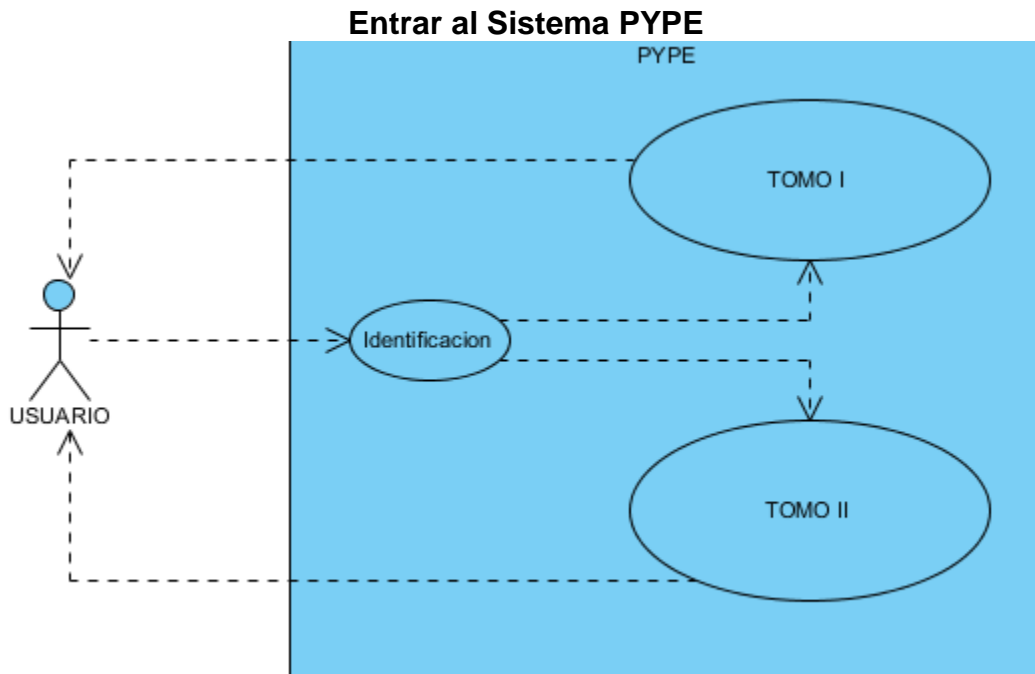 Entrar al Sistema PYPE
PYPE
TOMO I
Identificacion
USUARIO
TOMO II